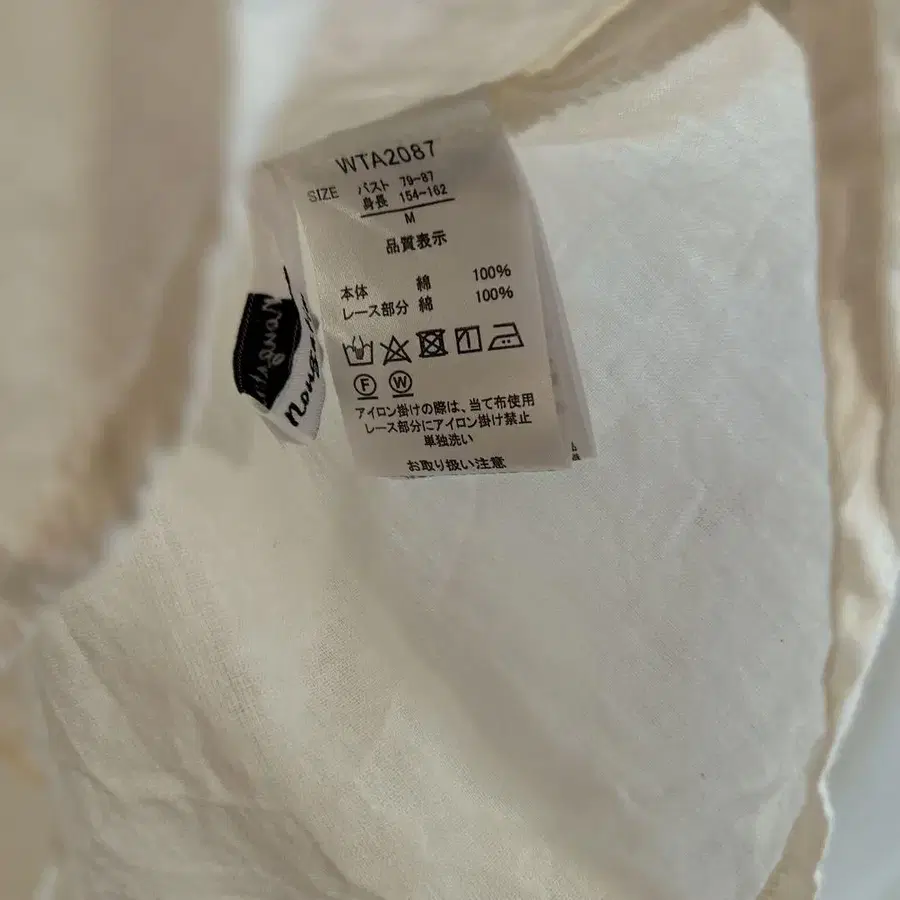 WTA2087
SIZE バスト 79-87
身長 154~162
M
品質表示
本体 綿 100%
レース部分 綿 100%
F W
アイロン掛けの際は、当て布使用
レース部分にアイロン掛け禁止
単独洗い
お取り扱い注意